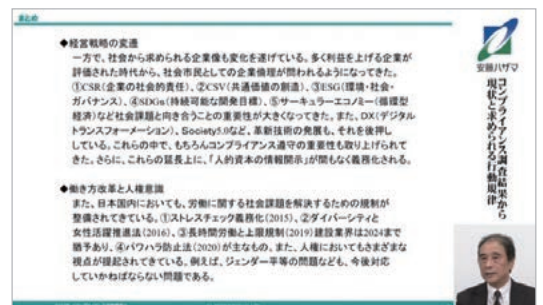 まとめ
◆経営戦略の変遷
一方で、社会から求められる企業像も変化を遂げている。多く利益を上げる企業が
評価された時代から、社会市民としての企業倫理が問われるようになってきた。
①CSR(企業の社会的責任)、②CSV(共通価値の創造)、③ESG(環境・社会・
ガバナンス)、④SDGs(持続可能な開発目標)、⑤サーキュラーエコノミー(循環型
経済)など社会課題と向き合うことの重要性が大きくなってきた。また、DX(デジタル
トランスフォーメーション)、Society5.0など、革新技術の発展も、それを後押し
している。これらの中で、もちろんコンプライアンス遵守の重要性も取り上げられて
きた。さらに、これらの延長上に、「人的資本の情報開示」が間もなく義務化される。
◆働き方改革と人権意識
また、日本国内においても、労働に関する社会課題を解決するための規制が
整備されてきている。①ストレスチェック義務化(2015)、②ダイバーシティと
女性活躍推進法(2016)、③長時間労働と上限規制(2019)建設業界は2024まで
猶予あり、④パワハラ防止法(2020)が主なもの。また、人権においてもさまざまな
視点が提起されてきている。例えば、ジェンダー平等の問題なども、今後対応
していかねばならない問題である。
安藤ハザマ
コンプライアンス調査結果から
現状と求められる行動規律